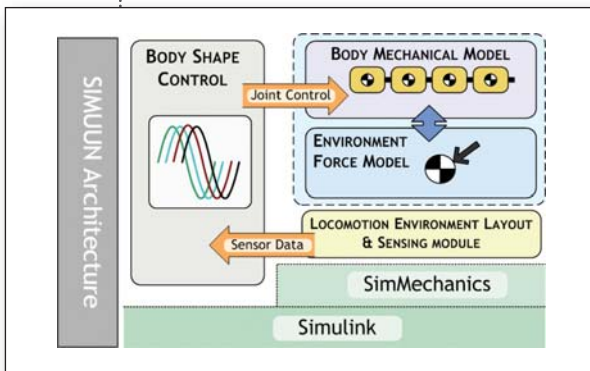 SIMUUN Architecture
BODY SHAPE
CONTROL
Joint Control
BODY MECHANICAL MODEL
ENVIRONMENT
FORCE MODEL
Sensor Data
LOCOMOTION ENVIRONMENT LAYOUT
& SENSING MODULE
SimMechanics
Simulink